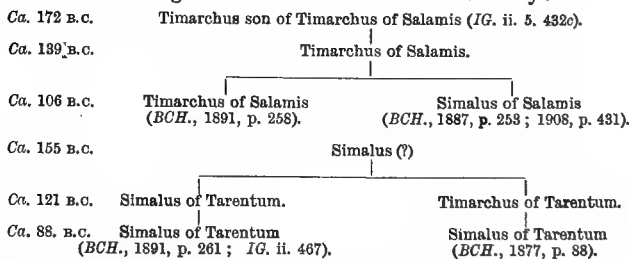 Ca. 172 B.C. Timarchus son of Timarchus of Salamis (IG. ii. 5. 432c).
Ca. 139 B.C. Timarchus of Salamis.
Ca. 106 B.C. Timarchus of Salamis Simalus of Salamis
(BCH., 1891, p. 258). (BCH., 1887, p. 253 ; 1908, p. 431).
Ca. 155 B.C. Simalus (?)
Ca. 121 B.C. Simalus of Tarentum. Timarchus of Tarentum.
Ca. 88. B.C. Simalus of Tarentum Simalus of Tarentum
(BCH., 1891, p. 261 ; IG. ii. 467). (BCH., 1877, p. 88).